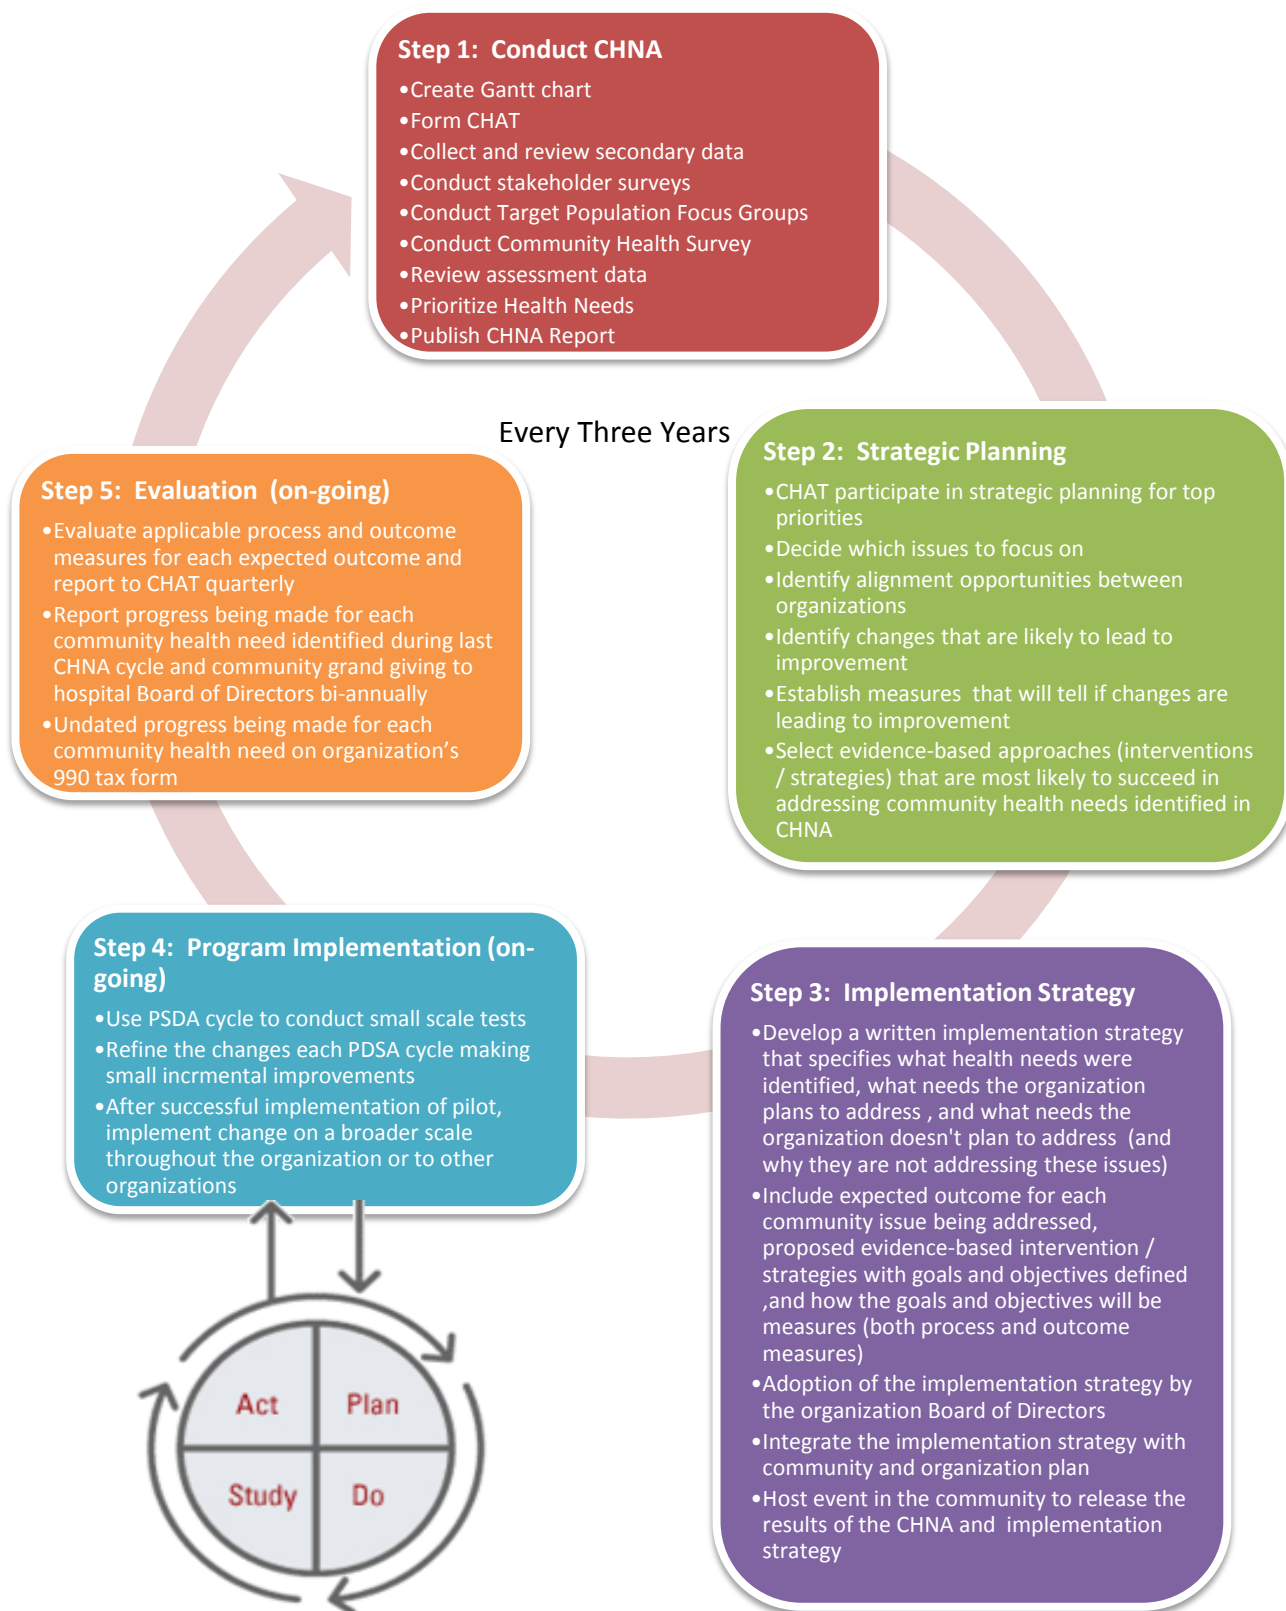 Step 1:  Conduct CHNA
•Create Gantt chart
•Form CHAT
•Collect and review secondary data
•Conduct stakeholder surveys
•Conduct Target Population Focus Groups
•Conduct Community Health Survey
•Review assessment data
•Prioritize Health Needs
•Publish CHNA Report
Every Three Years
Step 2:  Strategic Planning
•CHAT participate in strategic planning for top
priorities
•Decide which issues to focus on
•Identify alignment opportunities between
organizations
•Identify changes that are likely to lead to
improvement
•Establish measures  that will tell if changes are
leading to improvement
•Select evidence-based approaches (interventions
/ strategies) that are most likely to succeed in
addressing community health needs identified in
CHNA
Step 3:  Implementation Strategy
•Develop a written implementation strategy
that specifies what health needs were
identified, what needs the organization
plans to address , and what needs the
organization doesn't plan to address  (and
why they are not addressing these issues)
•Include expected outcome for each
community issue being addressed,
proposed evidence-based intervention /
strategies with goals and objectives defined
,and how the goals and objectives will be
measures (both process and outcome
measures)
•Adoption of the implementation strategy by
the organization Board of Directors
•Integrate the implementation strategy with
community and organization plan
•Host event in the community to release the
results of the CHNA and  implementation
strategy
Step 4:  Program Implementation (on-
going)
•Use PSDA cycle to conduct small scale tests
•Refine the changes each PDSA cycle making
small incrmental improvements
•After successful implementation of pilot,
implement change on a broader scale
throughout the organization or to other
organizations
Act
Plan
Study
Do
Step 5:  Evaluation  (on-going)
•Evaluate applicable process and outcome
measures for each expected outcome and
report to CHAT quarterly
•Report progress being made for each
community health need identified during last
CHNA cycle and community grand giving to
hospital Board of Directors bi-annually
•Undated progress being made for each
community health need on organization’s
990 tax form